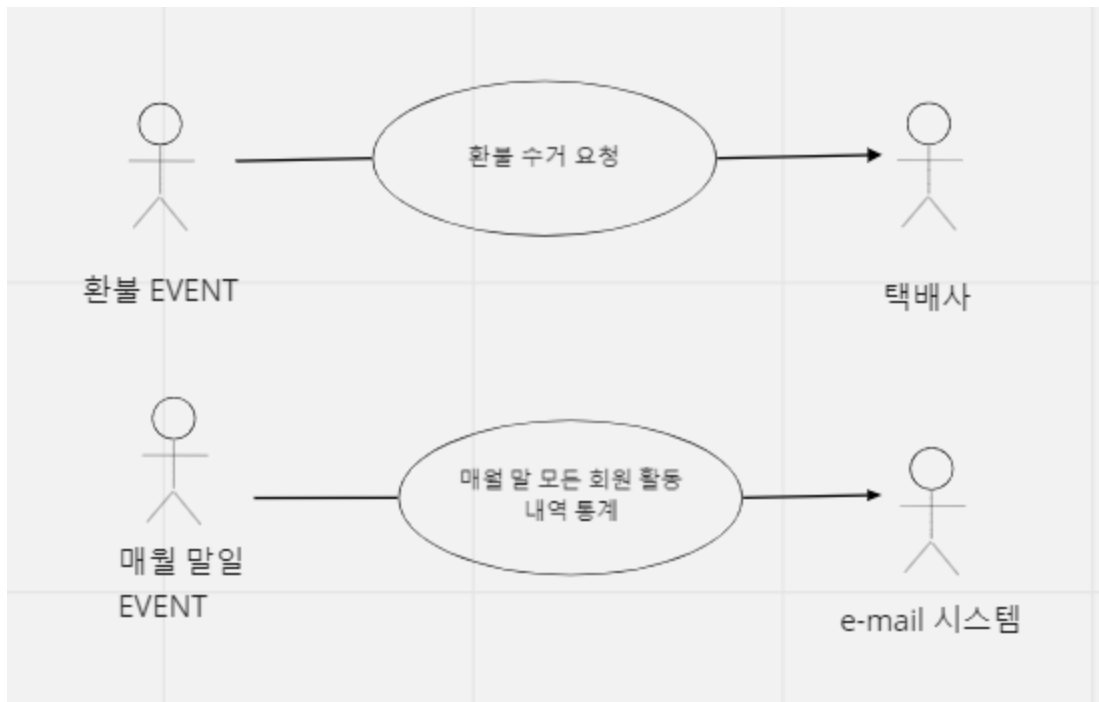 환불 수거 요청
환불 EVENT
택배사
매월 말 모든 회원 활동
내역 통계
매월 말일
EVENT
e-mail 시스템